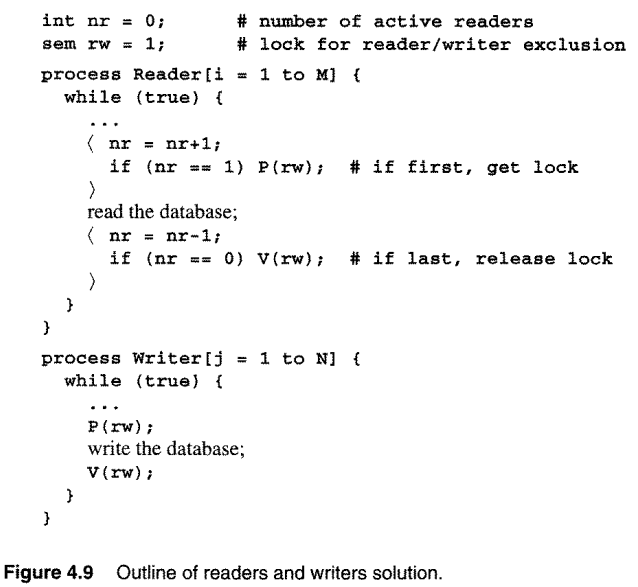 int nr = 0;       # number of active readers
sem rw = 1;       # lock for reader/writer exclusion
process Reader[i = 1 to M] {
  while (true) {
    ...
    ⟨ nr = nr+1;
      if (nr == 1) P(rw);  # if first, get lock
    ⟩
    read the database;
    ⟨ nr = nr-1;
      if (nr == 0) V(rw);  # if last, release lock
    ⟩
  }
}
process Writer[j = 1 to N] {
  while (true) {
    ...
    P(rw);
    write the database;
    V(rw);
  }
}
Figure 4.9   Outline of readers and writers solution.